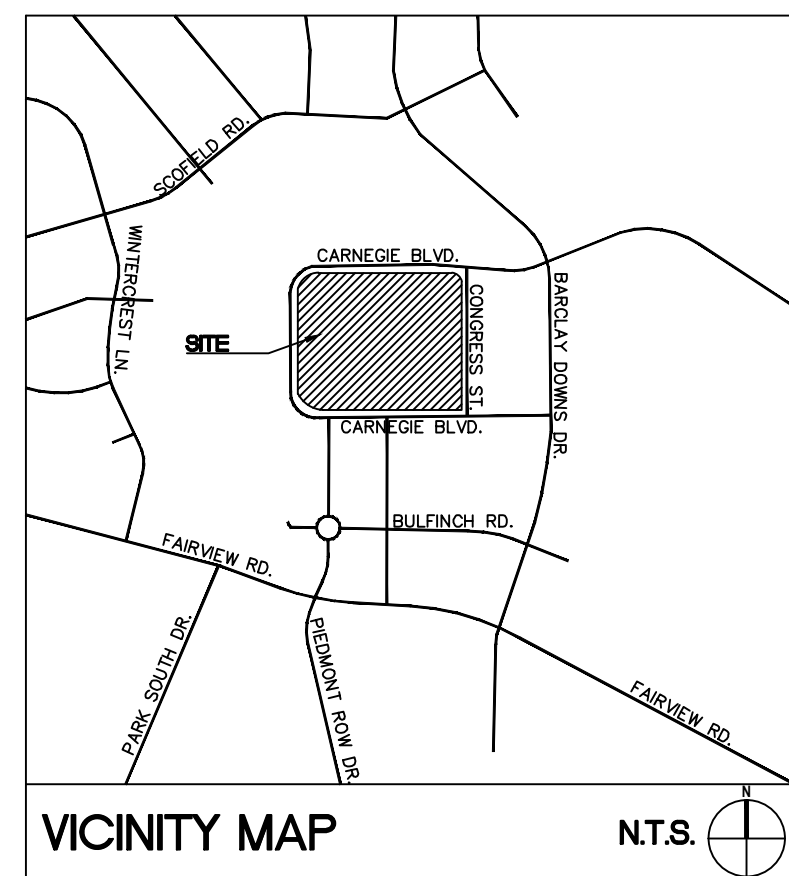 SCOFIELD RD.
WINTERCREST LN.
CARNEGIE BLVD.
SITE
CONGRESS ST.
BARCLAY DOWNS DR.
CARNEGIE BLVD.
BULFINCH RD.
FAIRVIEW RD.
PARK SOUTH DR.
PIEDMONT ROW DR.
FAIRVIEW RD.
VICINITY MAP
N.T.S.
N